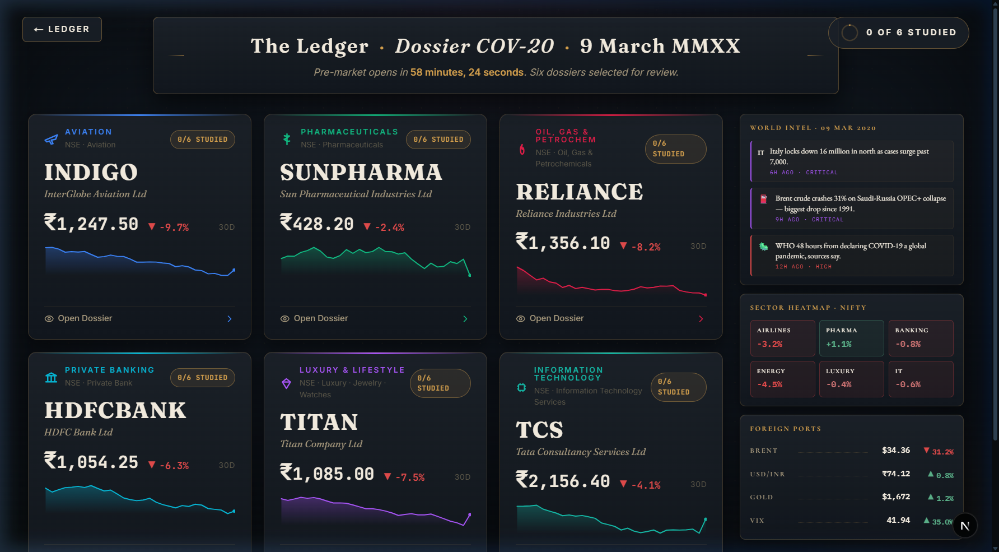 ← LEDGER
The Ledger · Dossier COV-20 · 9 March MMXX
Pre-market opens in 58 minutes, 24 seconds. Six dossiers selected for review.
0 OF 6 STUDIED
AVIATION
NSE · Aviation
0/6 STUDIED
INDIGO
InterGlobe Aviation Ltd
₹1,247.50 ▼ -9.7% 30D
Open Dossier
PHARMACEUTICALS
NSE · Pharmaceuticals
0/6 STUDIED
SUNPHARMA
Sun Pharmaceutical Industries Ltd
₹428.20 ▼ -2.4% 30D
Open Dossier
OIL, GAS &
PETROCHEM
NSE · Oil, Gas &
Petrochemicals
0/6
STUDIED
RELIANCE
Reliance Industries Ltd
₹1,356.10 ▼ -8.2% 30D
Open Dossier
PRIVATE BANKING
NSE · Private Bank
0/6 STUDIED
HDFCBANK
HDFC Bank Ltd
₹1,054.25 ▼ -6.3% 30D
LUXURY & LIFESTYLE
NSE · Luxury · Jewelry ·
Watches
0/6
STUDIED
TITAN
Titan Company Ltd
₹1,085.00 ▼ -7.5% 30D
INFORMATION
TECHNOLOGY
NSE · Information Technology
Services
0/6
STUDIED
TCS
Tata Consultancy Services Ltd
₹2,156.40 ▼ -4.1% 30D
WORLD INTEL · 09 MAR 2020
IT
Italy locks down 16 million in north as cases surge past
7,000.
6H AGO · CRITICAL
Brent crude crashes 31% on Saudi-Russia OPEC+ collapse
— biggest drop since 1991.
9H AGO · CRITICAL
WHO 48 hours from declaring COVID-19 a global
pandemic, sources say.
12H AGO · HIGH
SECTOR HEATMAP · NIFTY
AIRLINES
-3.2%
PHARMA
+1.1%
BANKING
-0.8%
ENERGY
-4.5%
LUXURY
-0.4%
IT
-0.6%
FOREIGN PORTS
BRENT $34.36 ▼ 31.2%
USD/INR ₹74.12 ▲ 0.8%
GOLD $1,672 ▲ 1.2%
VIX 41.94 ▲ 35.0%
N